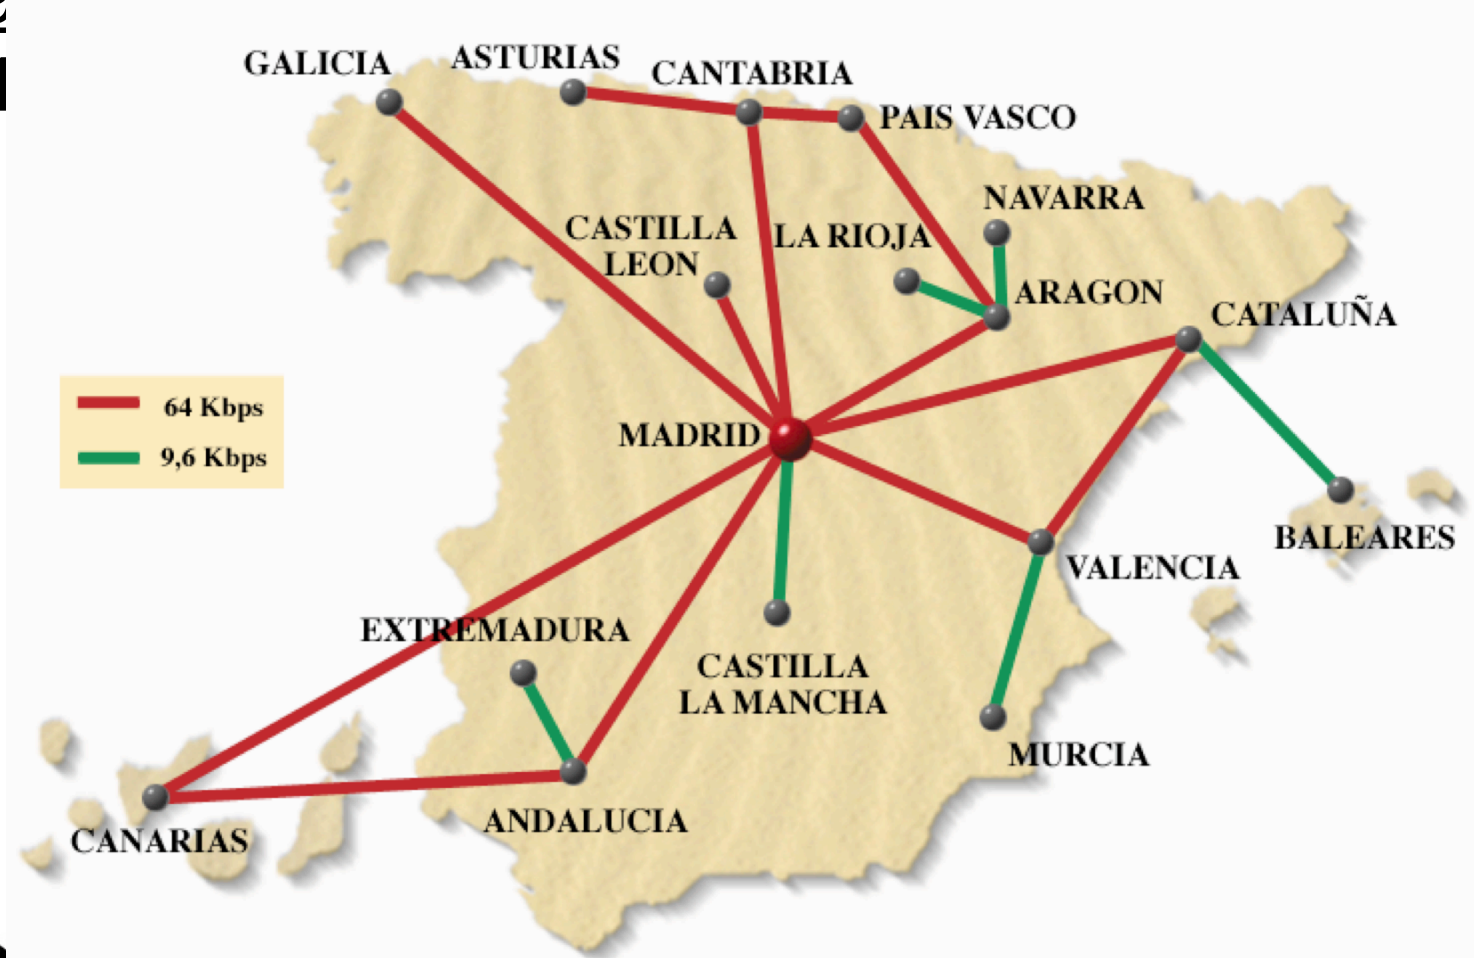 GALICIA
ASTURIAS
CANTABRIA
PAIS VASCO
NAVARRA
CASTILLA
LEON
LA RIOJA
ARAGON
CATALUÑA
64 Kbps
9,6 Kbps
MADRID
BALEARES
VALENCIA
EXTREMADURA
CASTILLA
LA MANCHA
MURCIA
ANDALUCIA
CANARIAS